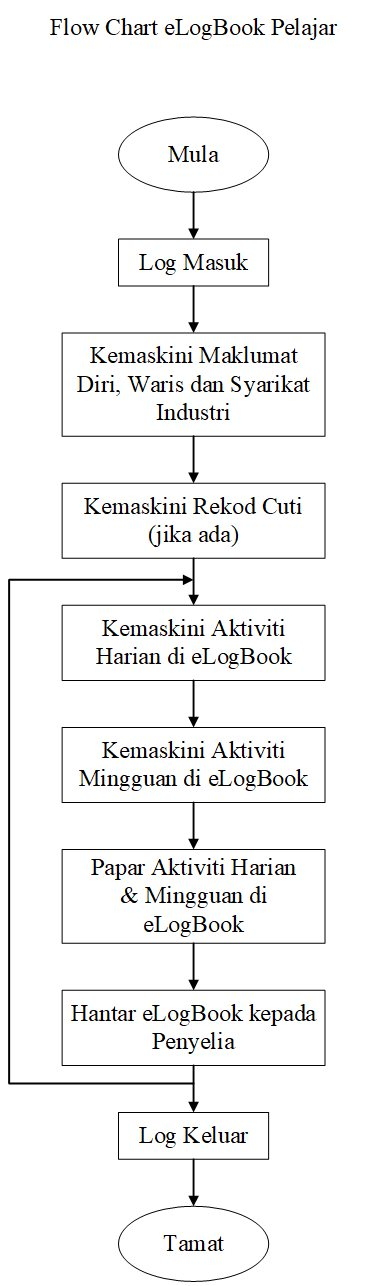 Flow Chart eLogBook Pelajar
Mula
Log Masuk
Kemaskini Maklumat
Diri, Waris dan Syarikat
Industri
Kemaskini Rekod Cuti
(jika ada)
Kemaskini Aktiviti
Harian di eLogBook
Kemaskini Aktiviti
Mingguan di eLogBook
Papar Aktiviti Harian
& Mingguan di
eLogBook
Hantar eLogBook kepada
Penyelia
Log Keluar
Tamat